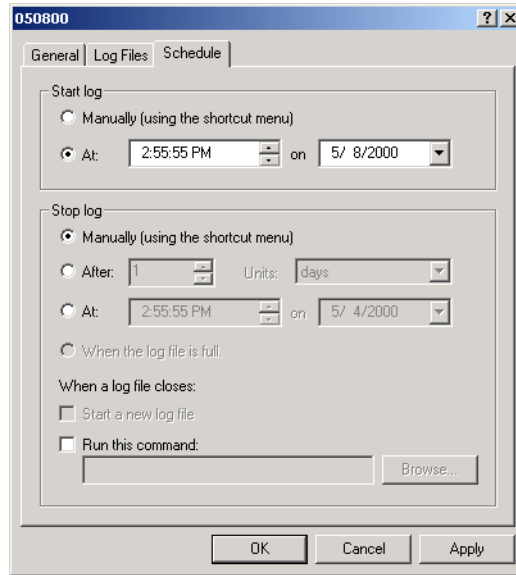 050800
General Log Files Schedule
Start log
Manually (using the shortcut menu)
At: 2:55:55 PM on 5/ 8/2000
Stop log
Manually (using the shortcut menu)
After: 1 Units: days
At: 2:55:55 PM on 5/ 4/2000
When the log file is full.
When a log file closes:
Start a new log file
Run this command:
Browse...
OK Cancel Apply